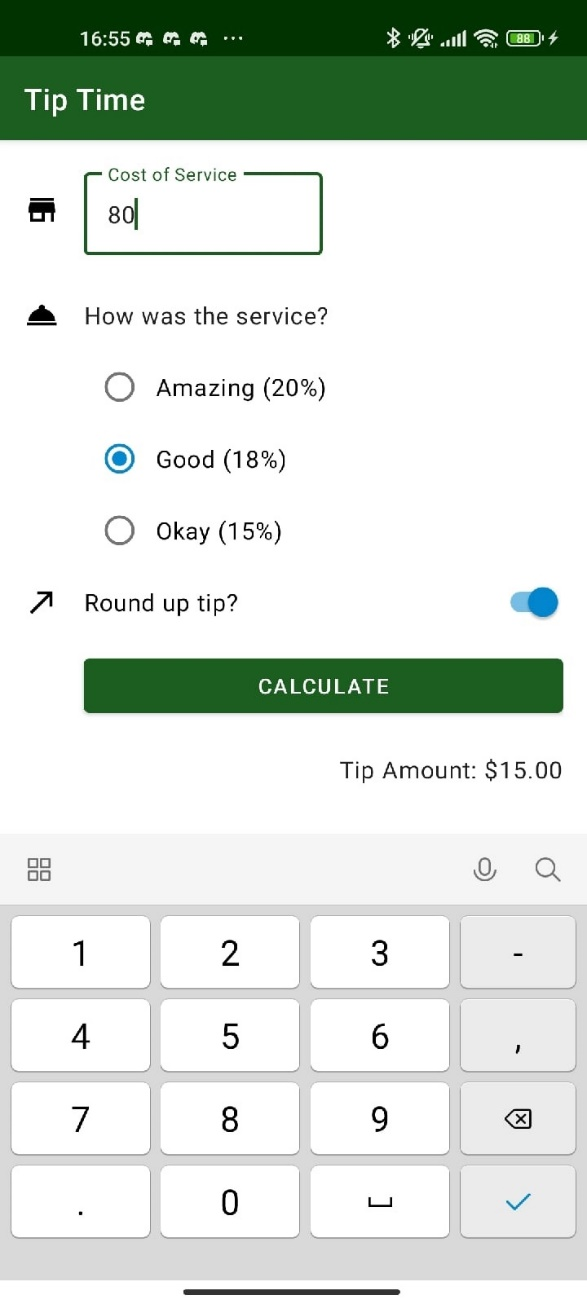 16:55 ... 88
Tip Time
Cost of Service
80
How was the service?
Amazing (20%)
Good (18%)
Okay (15%)
Round up tip?
CALCULATE
Tip Amount: $15.00
1 2 3 -
4 5 6 ,
7 8 9
. 0